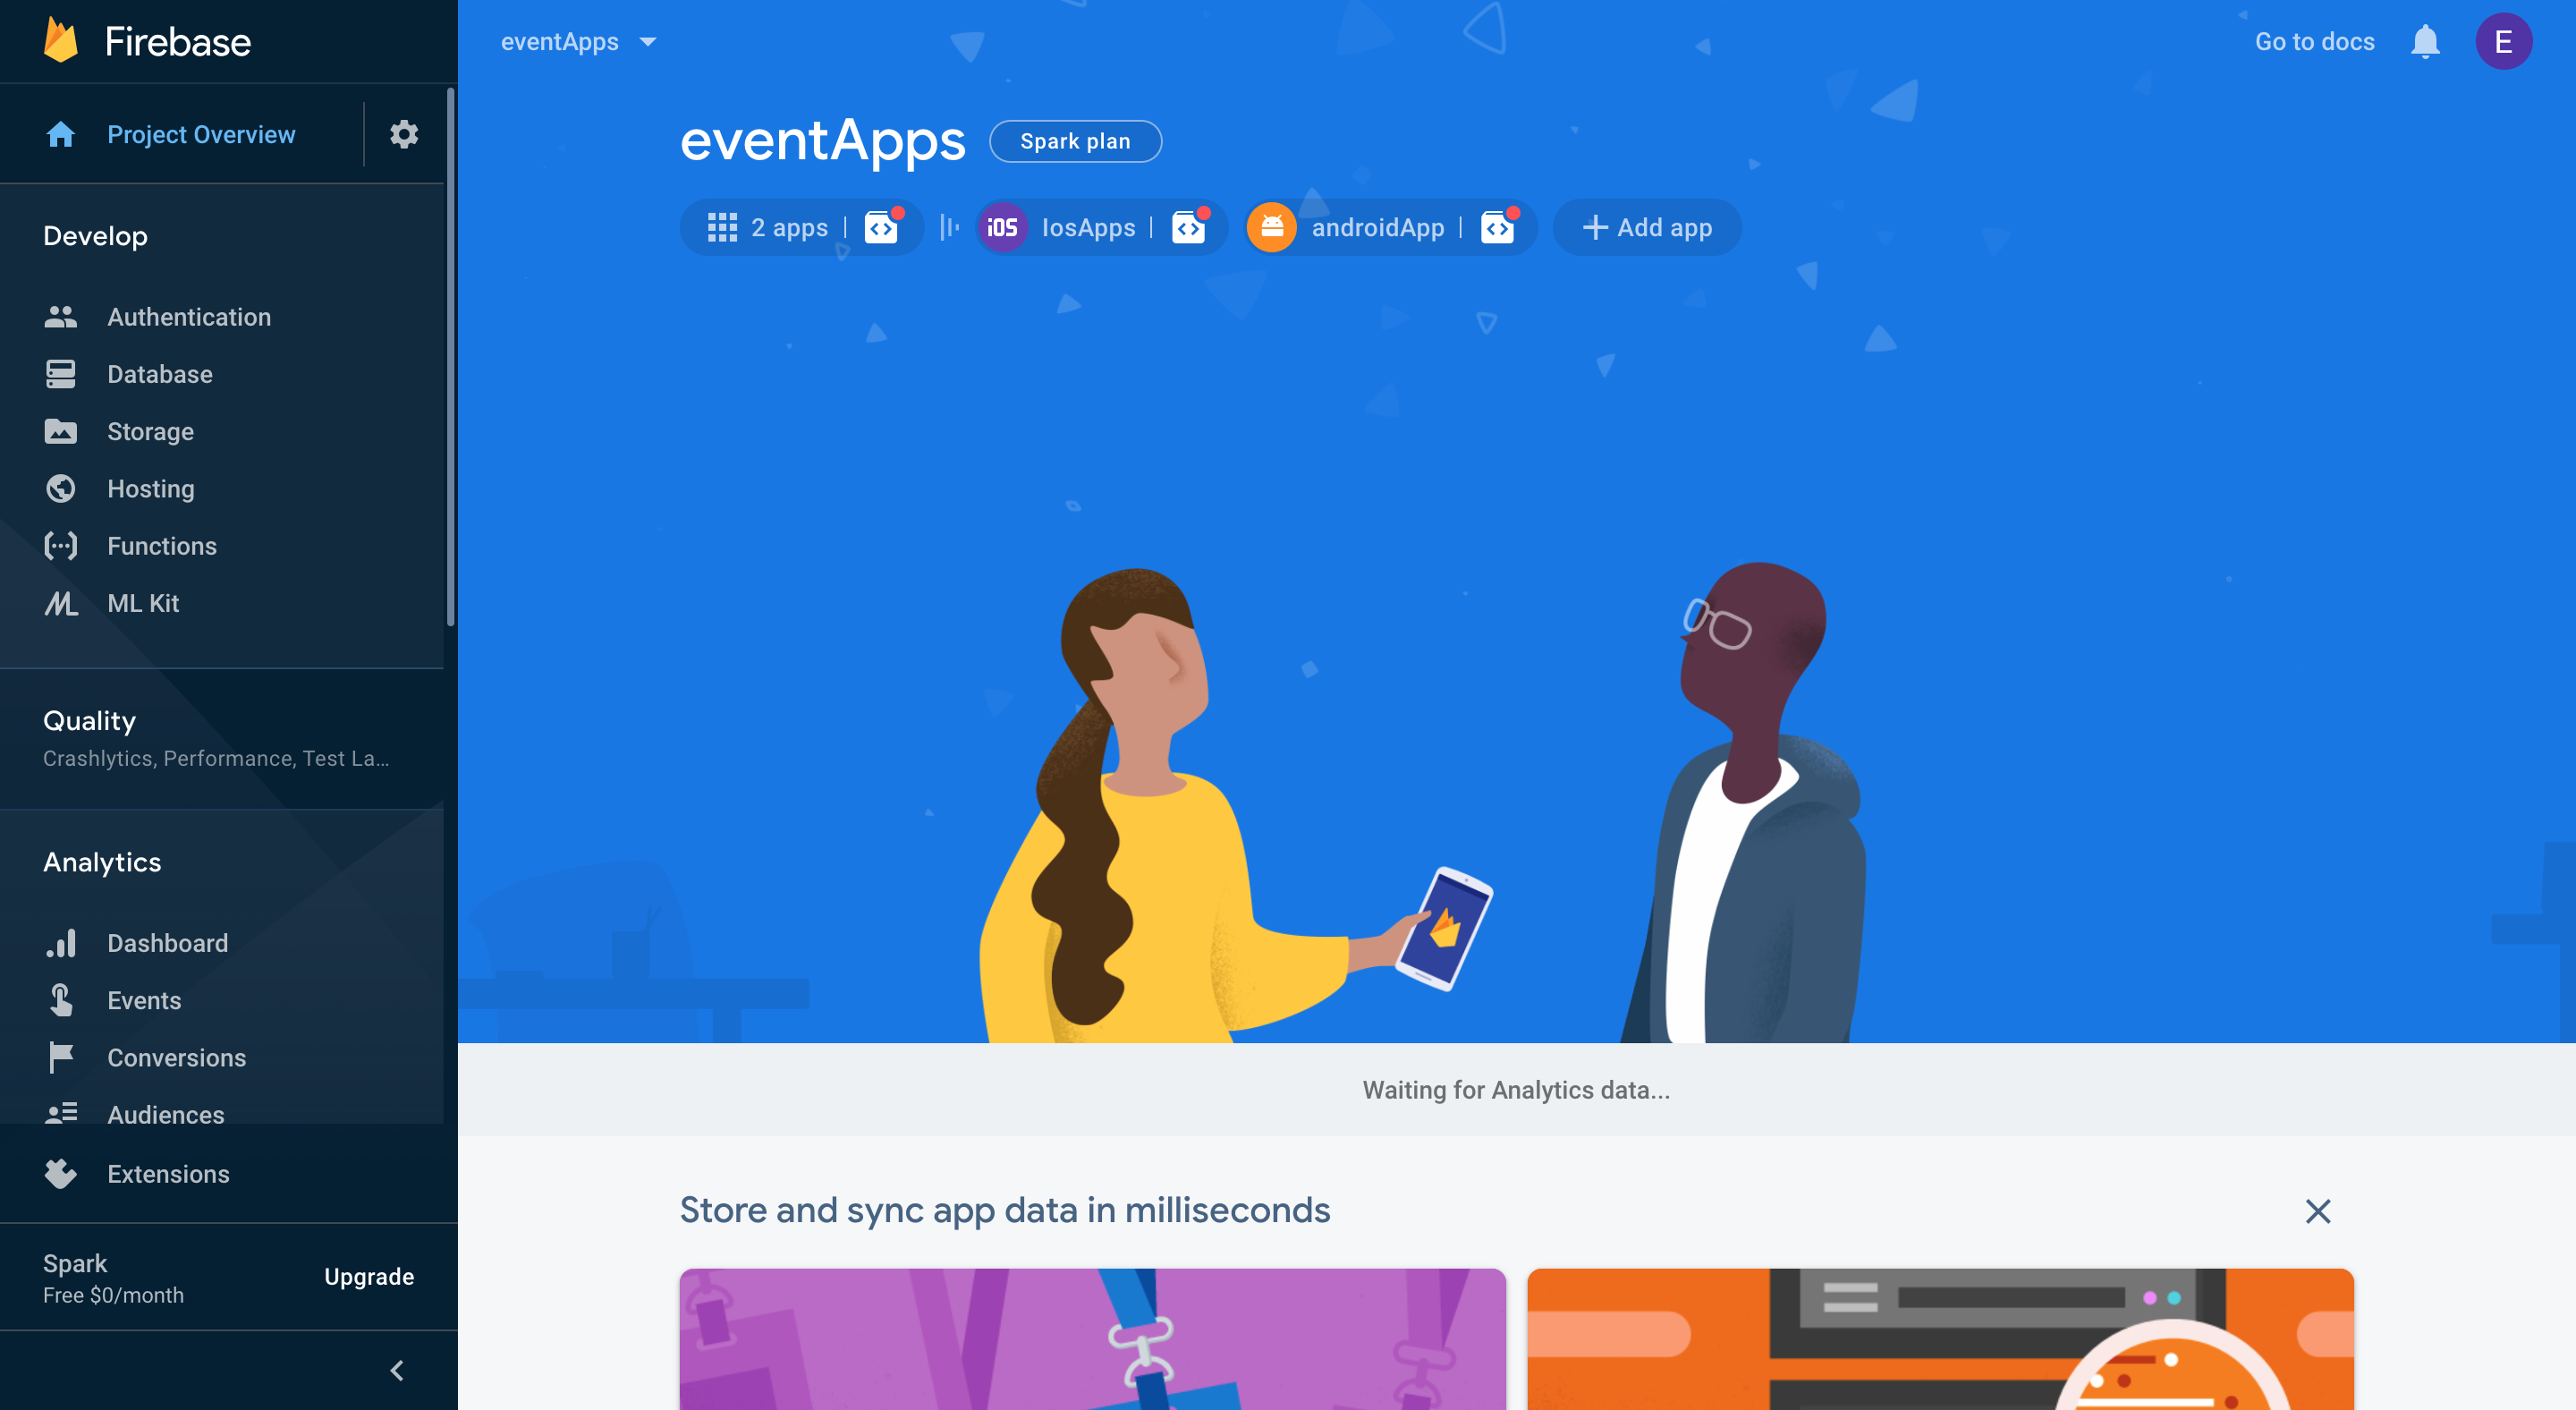 Firebase
Project Overview
Develop
Authentication
Database
Storage
Hosting
Functions
ML Kit
Quality
Crashlytics, Performance, Test La...
Analytics
Dashboard
Events
Conversions
Audiences
Extensions
Spark
Free $0/month
Upgrade
eventApps
Go to docs
E
eventApps
Spark plan
2 apps
iOS
IosApps
androidApp
Add app
Waiting for Analytics data...
Store and sync app data in milliseconds